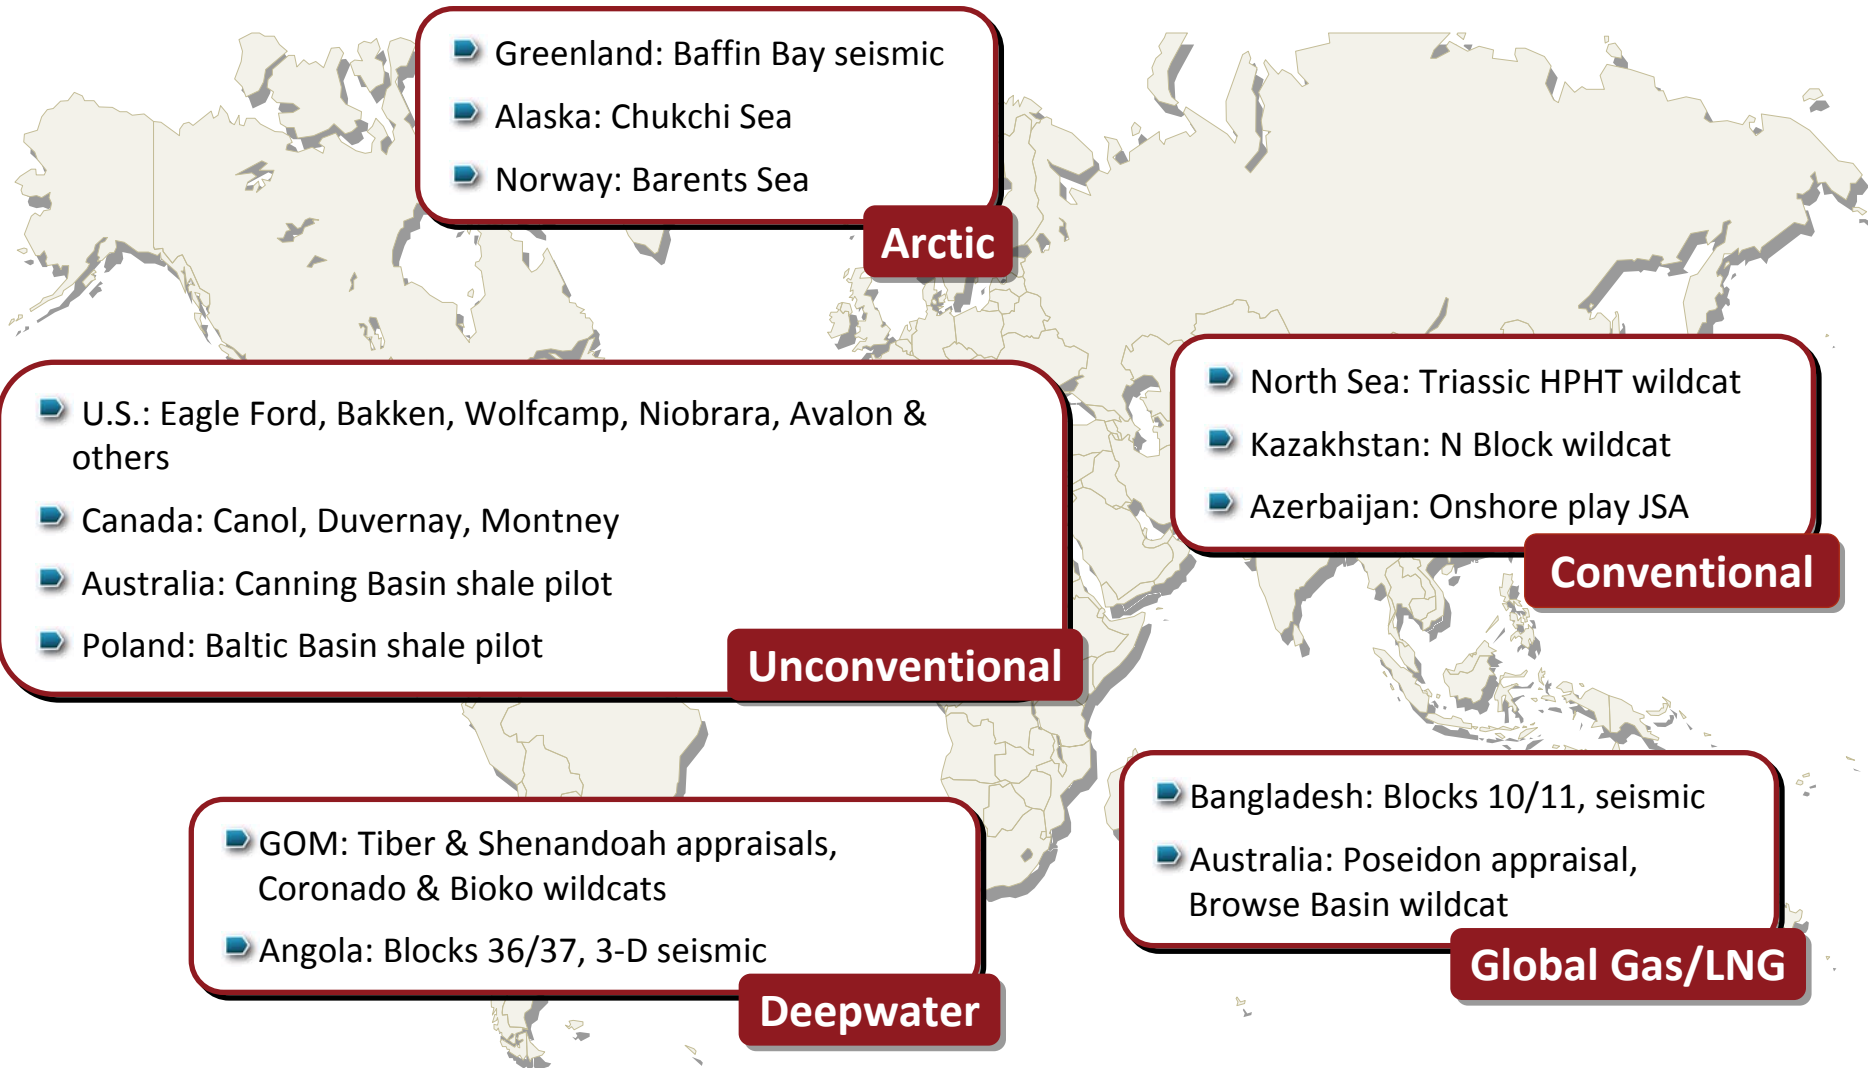 Greenland: Baffin Bay seismic
Alaska: Chukchi Sea
Norway: Barents Sea
Arctic
U.S.: Eagle Ford, Bakken, Wolfcamp, Niobrara, Avalon &
others
Canada: Canol, Duvernay, Montney
Australia: Canning Basin shale pilot
Poland: Baltic Basin shale pilot
Unconventional
North Sea: Triassic HPHT wildcat
Kazakhstan: N Block wildcat
Azerbaijan: Onshore play JSA
Conventional
GOM: Tiber & Shenandoah appraisals,
Coronado & Bioko wildcats
Angola: Blocks 36/37, 3-D seismic
Deepwater
Bangladesh: Blocks 10/11, seismic
Australia: Poseidon appraisal,
Browse Basin wildcat
Global Gas/LNG